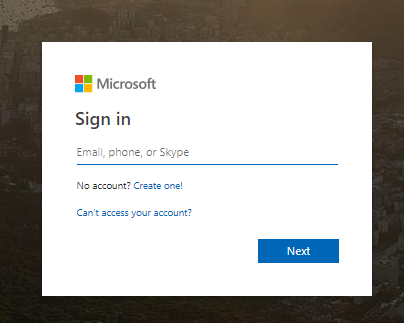 Microsoft
Sign in
Email, phone, or Skype
No account? Create one!
Can't access your account?
Next